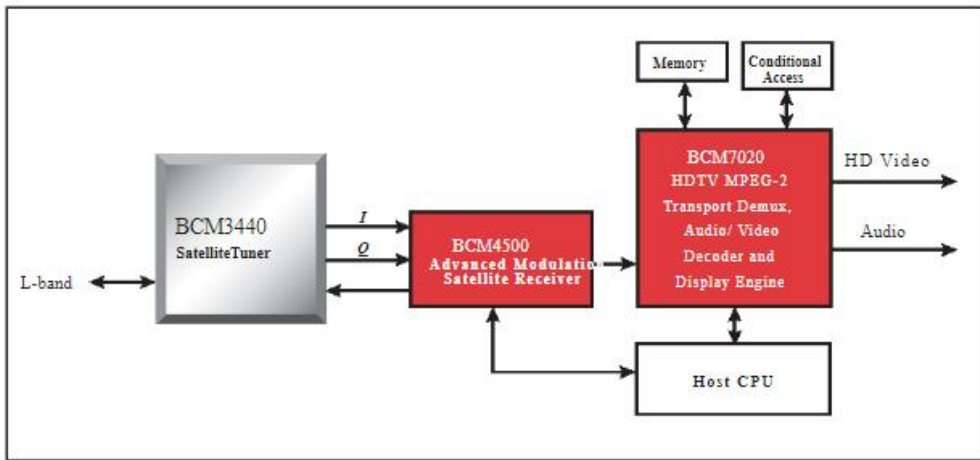 Memory
Conditional
Access
BCM7020
HDTV MPEG-2
Transport Demux,
Audio/ Video
Decoder and
Display Engine
HD Video
Audio
BCM3440
SatelliteTuner
I
Q
BCM4500
Advanced Modulation
Satellite Receiver
L-band
Host CPU